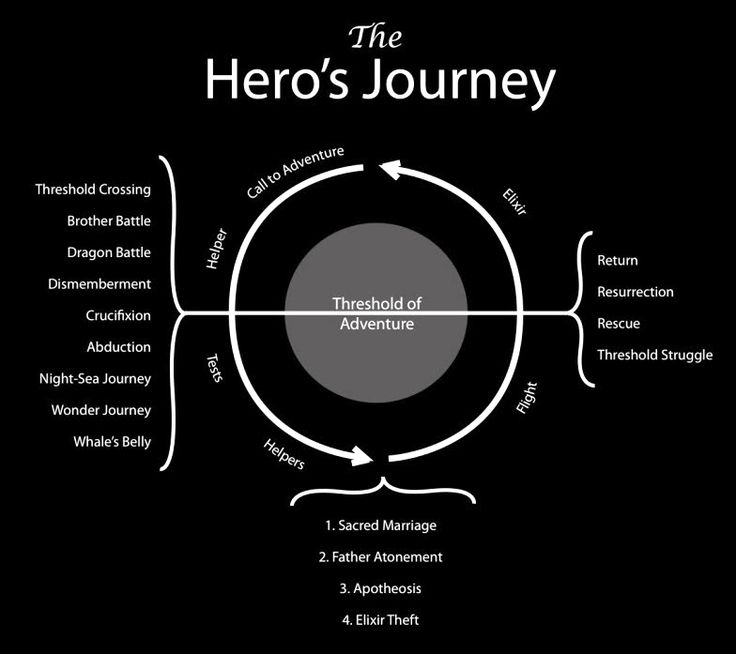 The
Hero's Journey
Call to Adventure
Helper
Tests
Helpers
Flight
Elixir
Threshold of
Adventure
Threshold Crossing
Brother Battle
Dragon Battle
Dismemberment
Crucifixion
Abduction
Night-Sea Journey
Wonder Journey
Whale's Belly
Return
Resurrection
Rescue
Threshold Struggle
1. Sacred Marriage
2. Father Atonement
3. Apotheosis
4. Elixir Theft